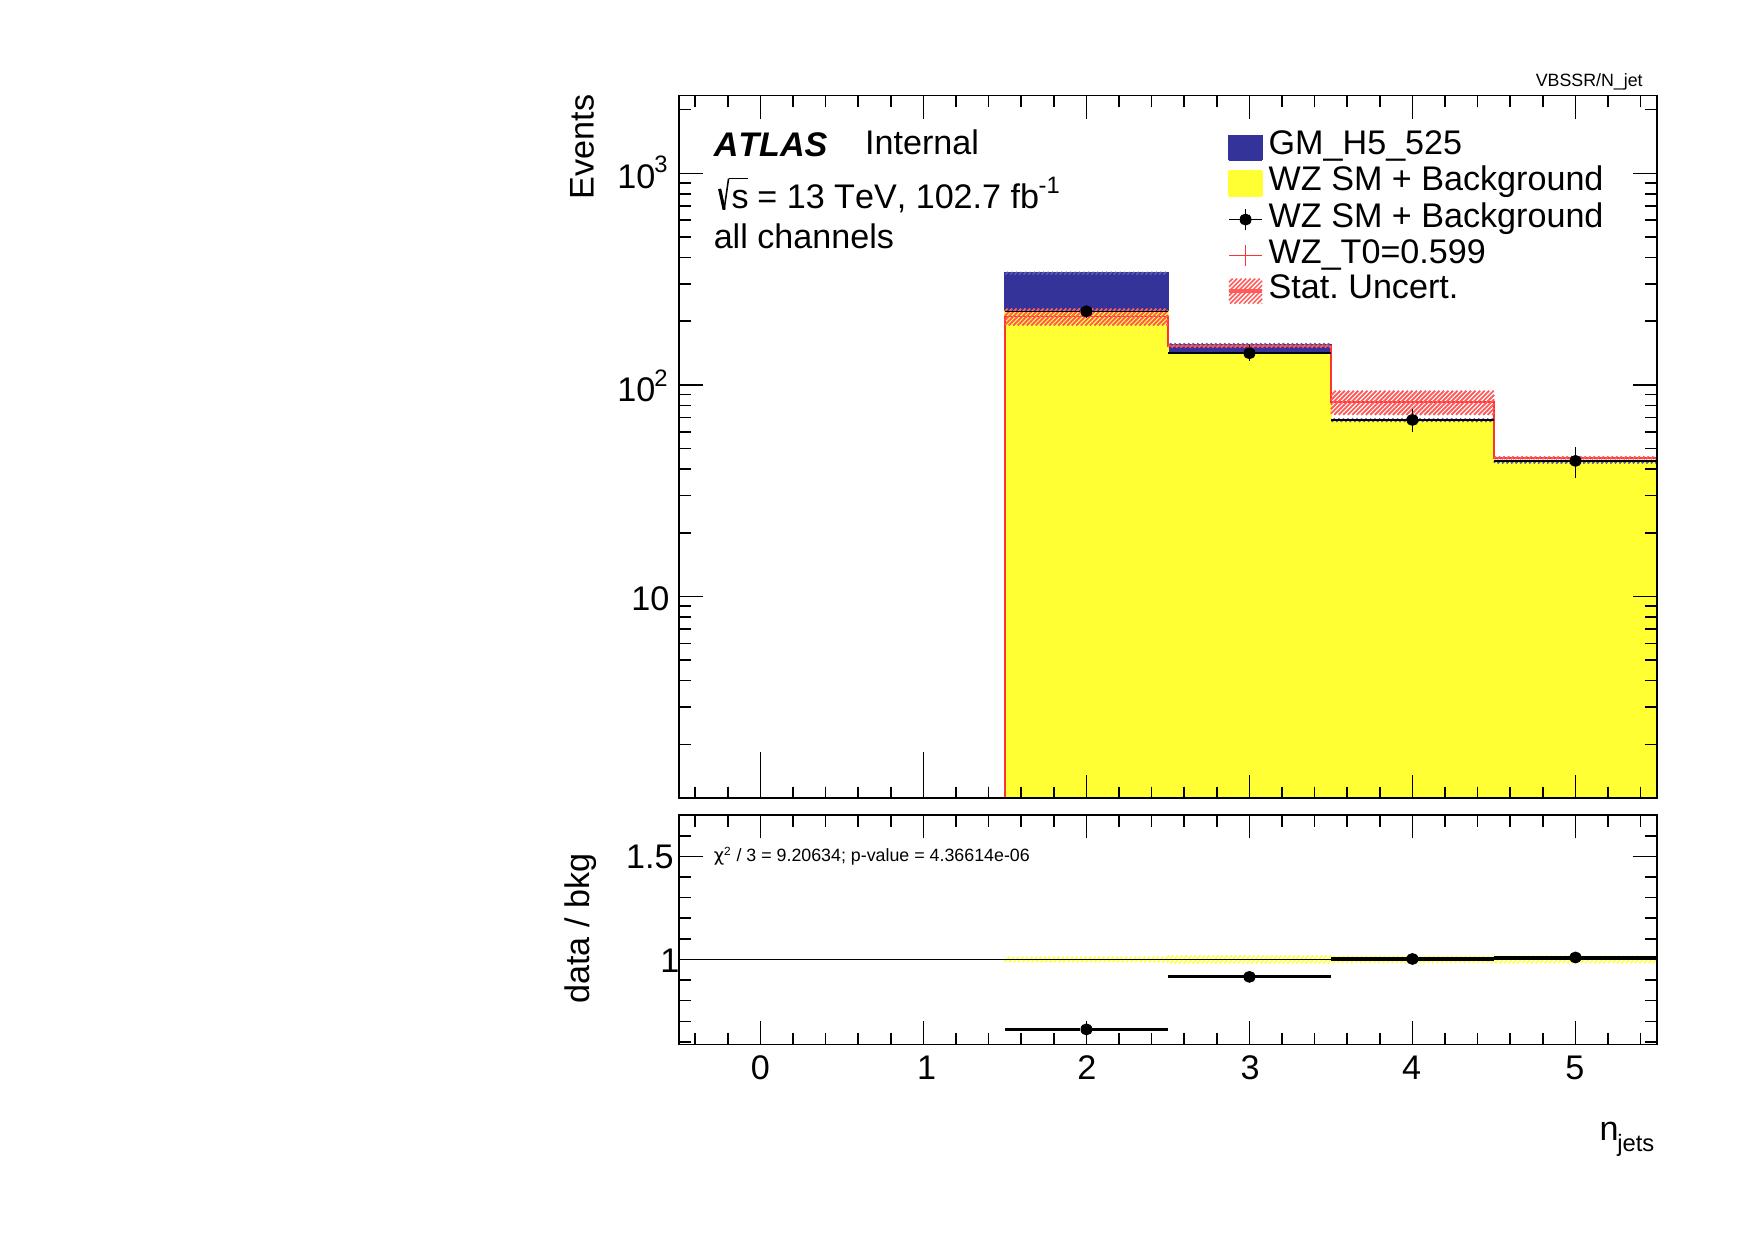 VBSSR/N_jet
Events
ATLAS Internal
√s = 13 TeV, 102.7 fb-1
all channels
GM_H5_525
WZ SM + Background
WZ SM + Background
WZ_T0=0.599
Stat. Uncert.
10^3
10^2
10
data / bkg
χ² / 3 = 9.20634; p-value = 4.36614e-06
1.5
1
0 1 2 3 4 5
n_jets